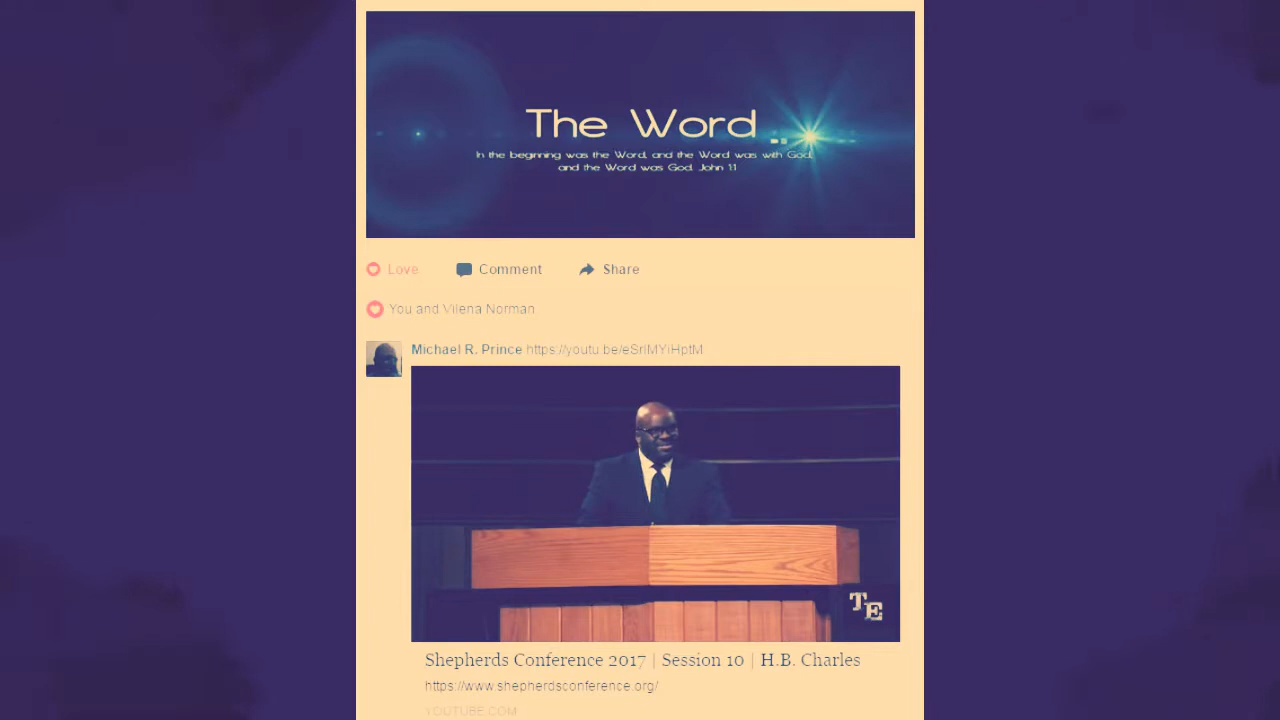 The Word
In the beginning was the Word, and the Word was with God,
and the Word was God. John 1:1
Love Comment Share
You and Vilena Norman
Michael R. Prince https://youtu.be/eSrlMYiHptM
TE
Shepherds Conference 2017 | Session 10 | H.B. Charles
https://www.shepherdsconference.org/
YOUTUBE.COM